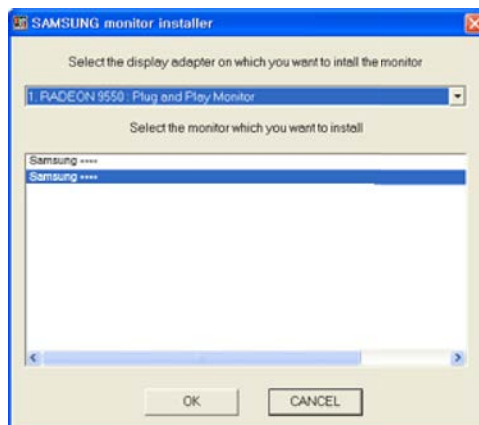 SAMSUNG monitor installer
Select the display adapter on which you want to intall the monitor
1. RADEON 9550 : Plug and Play Monitor
Select the monitor which you want to install
Samsung ****
Samsung ****
OK
CANCEL